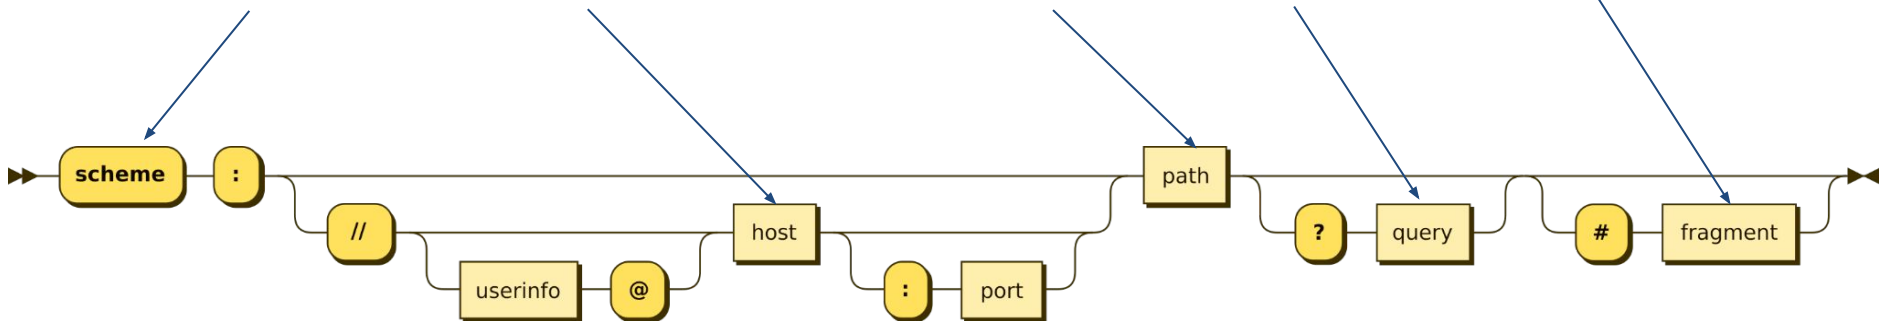 scheme : path
// host ? query # fragment
userinfo @ : port